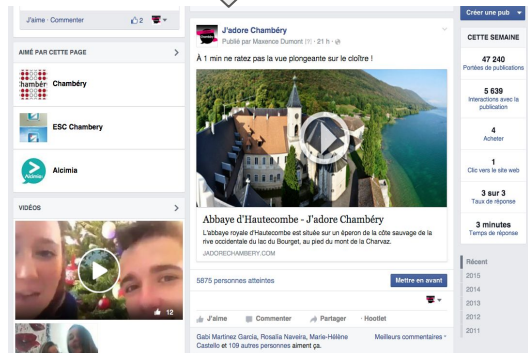 J'aime · Commenter
2
AIMÉ PAR CETTE PAGE
Chambéry
ESC Chambery
Alcimia
Alcimia
VIDÉOS
12
J'adore Chambéry
Publié par Maxence Dumont [?] · 21 h ·
À 1 min ne ratez pas la vue plongeante sur le cloître !
Abbaye d'Hautecombe - J'adore Chambéry
L'abbaye royale d'Hautecombe est située sur un éperon de la côte sauvage de la
rive occidentale du lac du Bourget, au pied du mont de la Charvaz.
JADORECHAMBERY.COM
5875 personnes atteintes
Mettre en avant
J'aime Commenter Partager · Hootlet
Gabi Martinez Garcia, Rosalia Naveira, Marie-Hélène
Castello et 109 autres personnes aiment ça.
Meilleurs commentaires
Créer une pub
CETTE SEMAINE
47 240
Portées de publications
5 639
Interactions avec la
publication
4
Acheter
1
Clic vers le site web
3 sur 3
Taux de réponse
3 minutes
Temps de réponse
Récent
2015
2014
2013
2012
2011